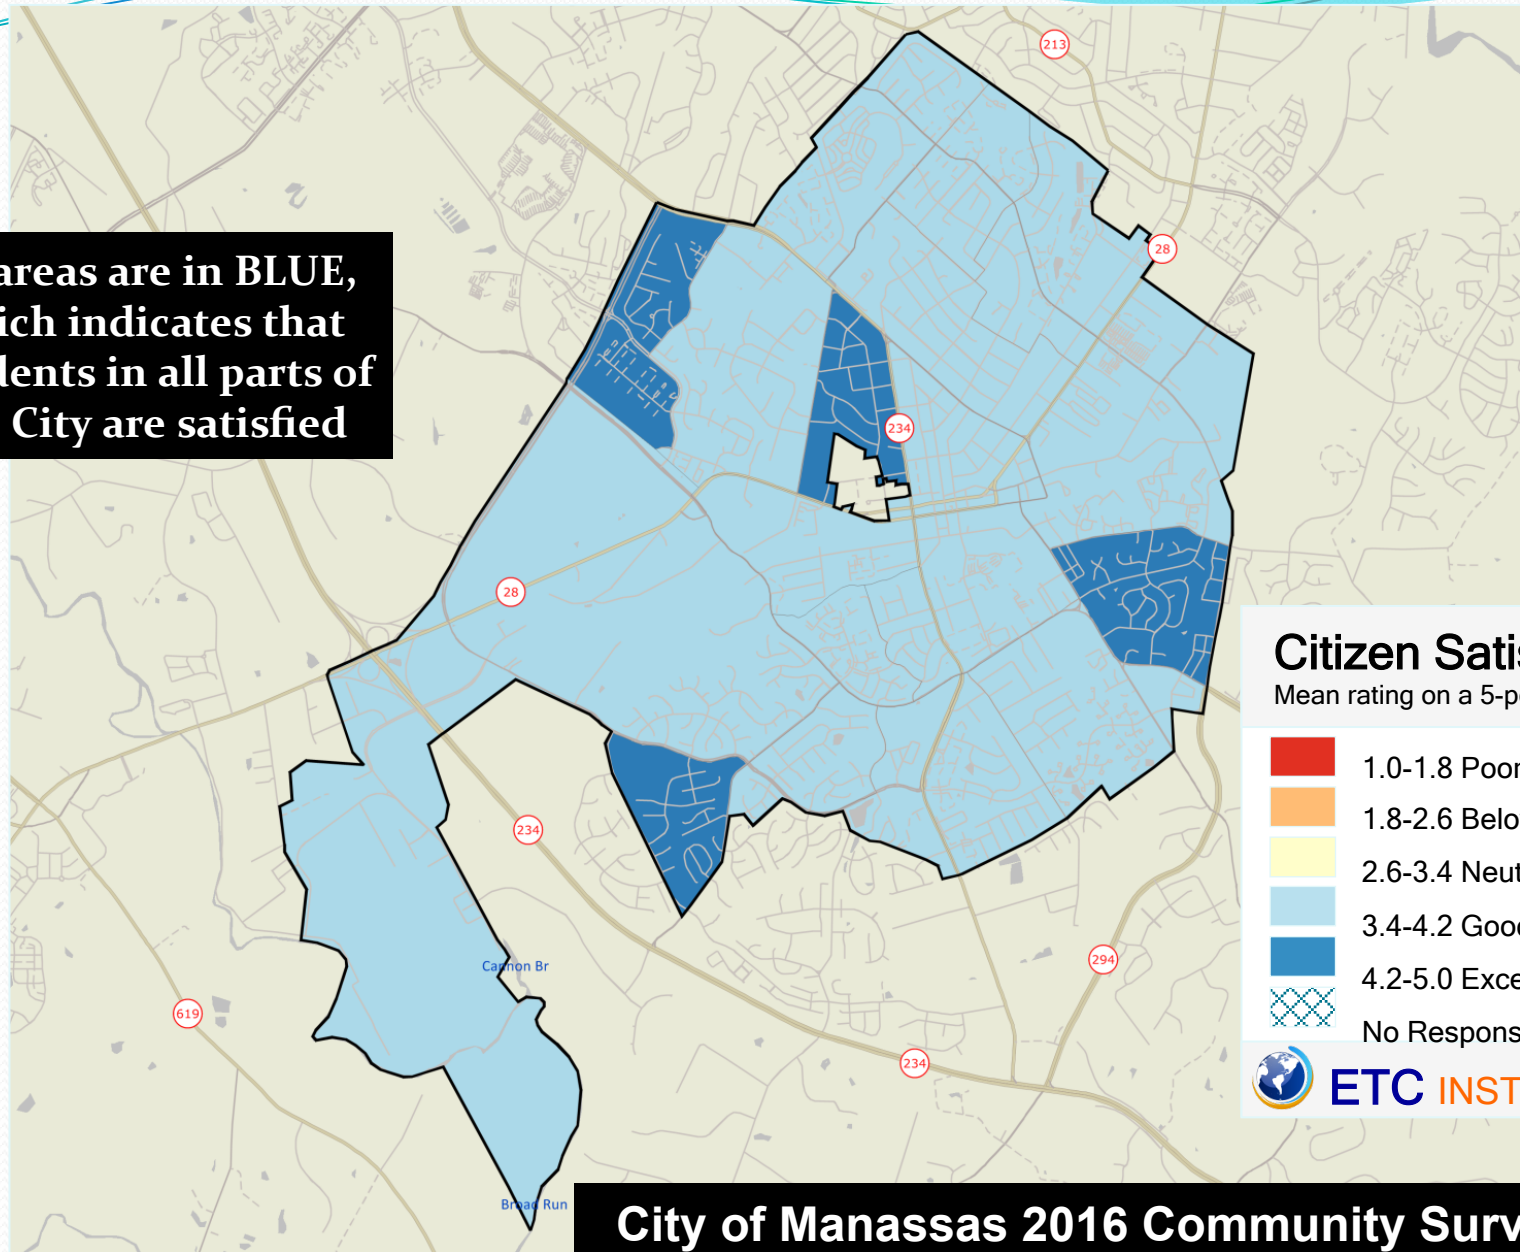 213
28
areas are in BLUE,
ich indicates that
dents in all parts of
City are satisfied
234
28
Citizen Satis
Mean rating on a 5-po
1.0-1.8 Poor
1.8-2.6 Belo
2.6-3.4 Neut
3.4-4.2 Good
4.2-5.0 Exce
No Respons
ETC INST
234
294
Cannon Br
619
234
Broad Run
City of Manassas 2016 Community Surv